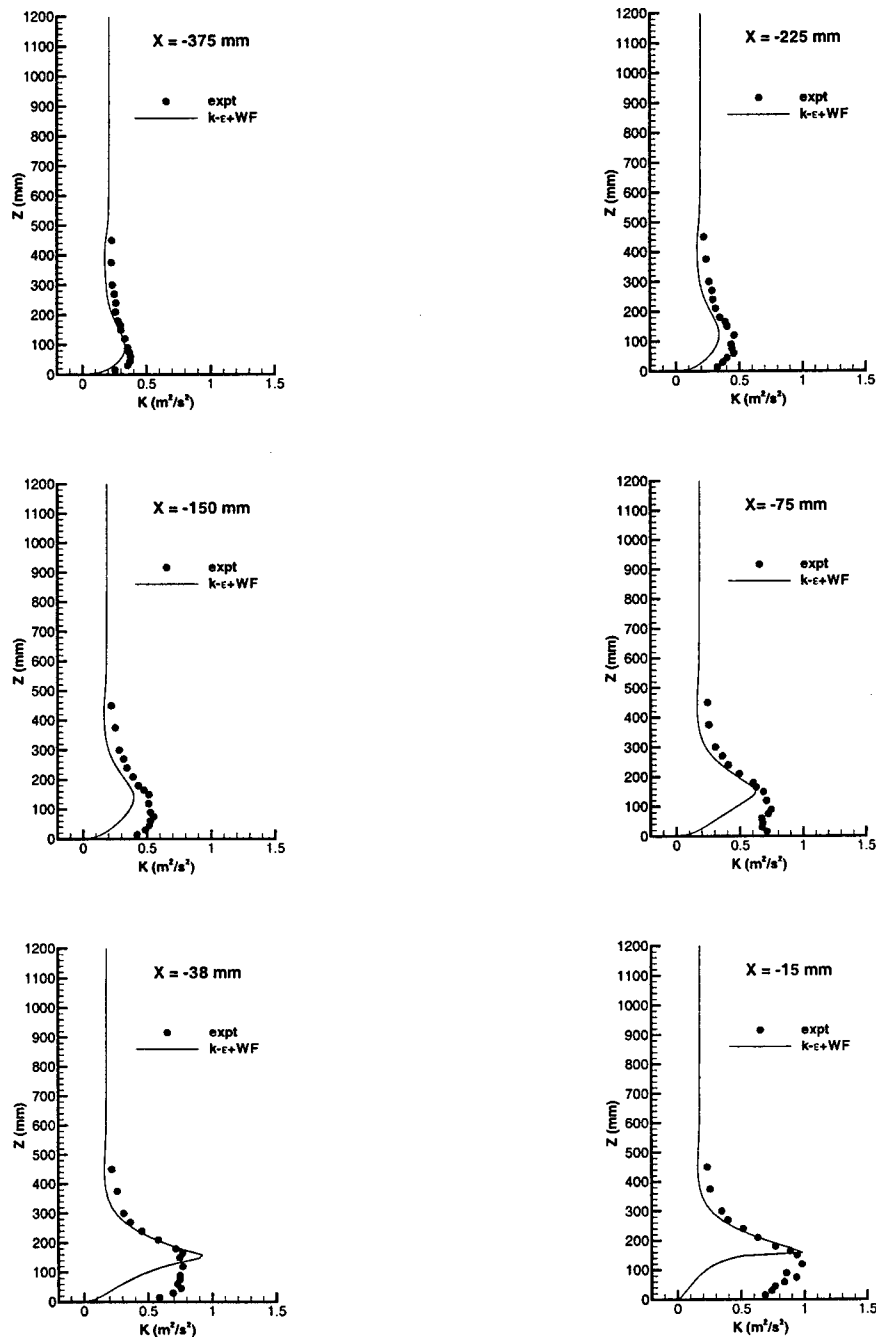 X = -375 mm
expt
k-ε+WF
Z (mm)
1200
1100
1000
900
800
700
600
500
400
300
200
100
0
0 0.5 1 1.5
K (m²/s²)
X = -225 mm
expt
k-ε+WF
Z (mm)
1200
1100
1000
900
800
700
600
500
400
300
200
100
0
0 0.5 1 1.5
K (m²/s²)
X = -150 mm
expt
k-ε+WF
Z (mm)
1200
1100
1000
900
800
700
600
500
400
300
200
100
0
0 0.5 1 1.5
K (m²/s²)
X= -75 mm
expt
k-ε+WF
Z (mm)
1200
1100
1000
900
800
700
600
500
400
300
200
100
0
0 0.5 1 1.5
K (m²/s²)
X = -38 mm
expt
k-ε+WF
Z (mm)
1200
1100
1000
900
800
700
600
500
400
300
200
100
0
0 0.5 1 1.5
K (m²/s²)
X = -15 mm
expt
k-ε+WF
Z (mm)
1200
1100
1000
900
800
700
600
500
400
300
200
100
0
0 0.5 1 1.5
K (m²/s²)